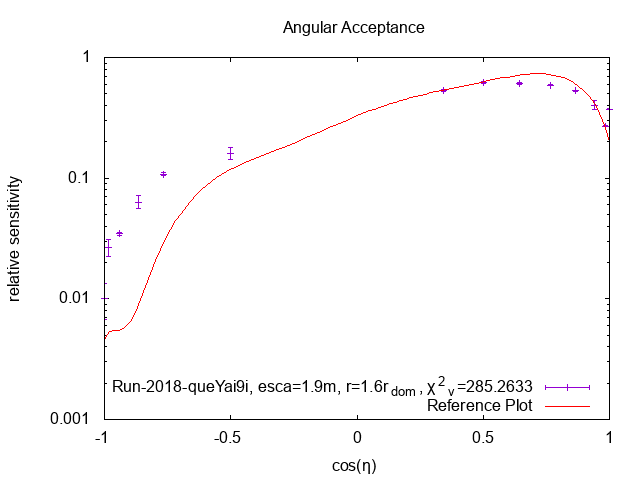 Angular Acceptance
1
0.1
0.01
0.001
relative sensitivity
Run-2018-queYai9i, esca=1.9m, r=1.6r_dom, χ²_ν=285.2633
Reference Plot
-1 -0.5 0 0.5 1
cos(η)